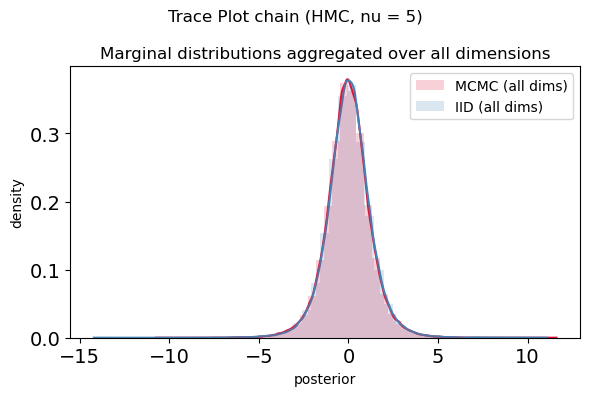 Trace Plot chain (HMC, nu = 5)
Marginal distributions aggregated over all dimensions
MCMC (all dims)
IID (all dims)
density
0.3
0.2
0.1
0.0
−15
−10
−5
0
5
10
posterior